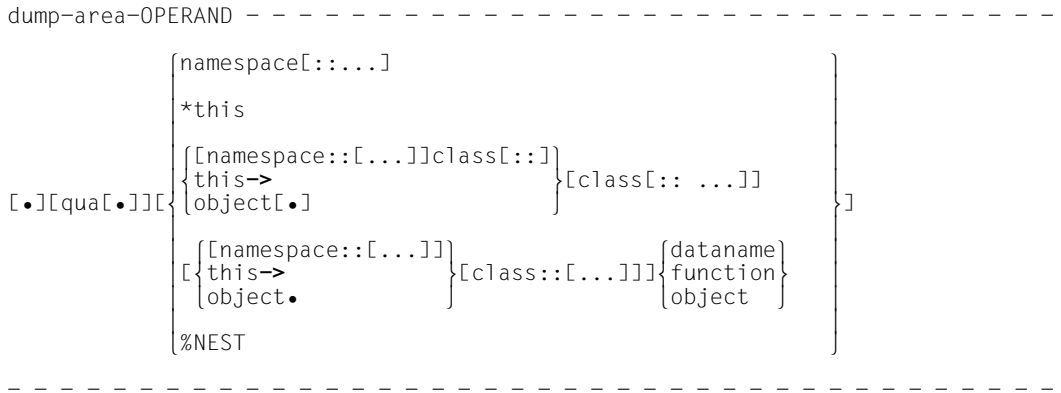 dump-area-OPERAND – – – – – – – – – – – – – – – – – – – – – – – – – – – – – – –
namespace[::...]
*this
[namespace::[...]]class[::]
this->
[class[:: ...]]
[•][qua[•]][
object[•]
]
[namespace::[...]]
dataname
[
this->
[class::[...]]]
function
object•
object
%NEST
– – – – – – – – – – – – – – – – – – – – – – – – – – – – – – – – – – – – – – – –